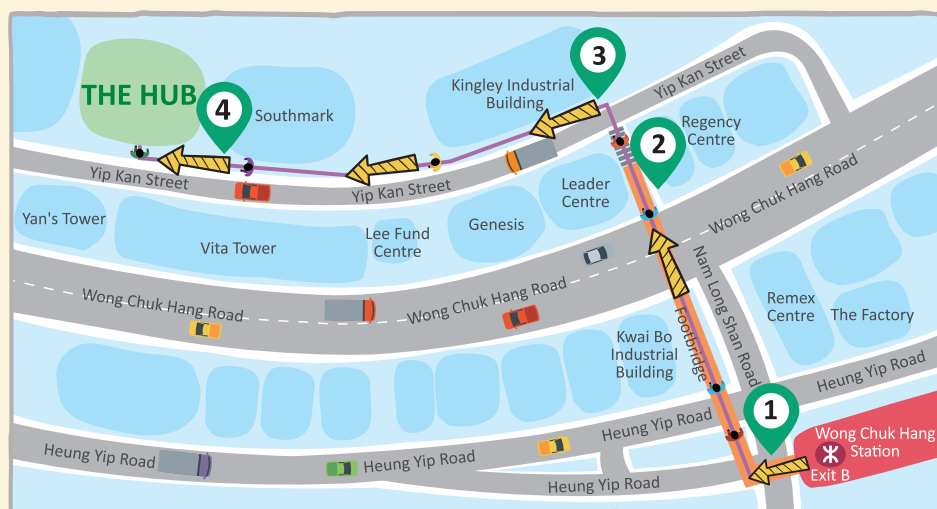 THE HUB
4
Southmark
Kingley Industrial
Building
3
Yip Kan Street
2
Regency
Centre
Yip Kan Street
Yip Kan Street
Leader
Centre
Wong Chuk Hang Road
Yan's Tower
Vita Tower
Lee Fund
Centre
Genesis
Wong Chuk Hang Road
Wong Chuk Hang Road
Nam Long Shan Road
Remex
Centre
The Factory
Kwai Bo
Industrial
Building
Footbridge
Heung Yip Road
Heung Yip Road
1
Wong Chuk Hang
Station
Exit B
Heung Yip Road
Heung Yip Road
Heung Yip Road